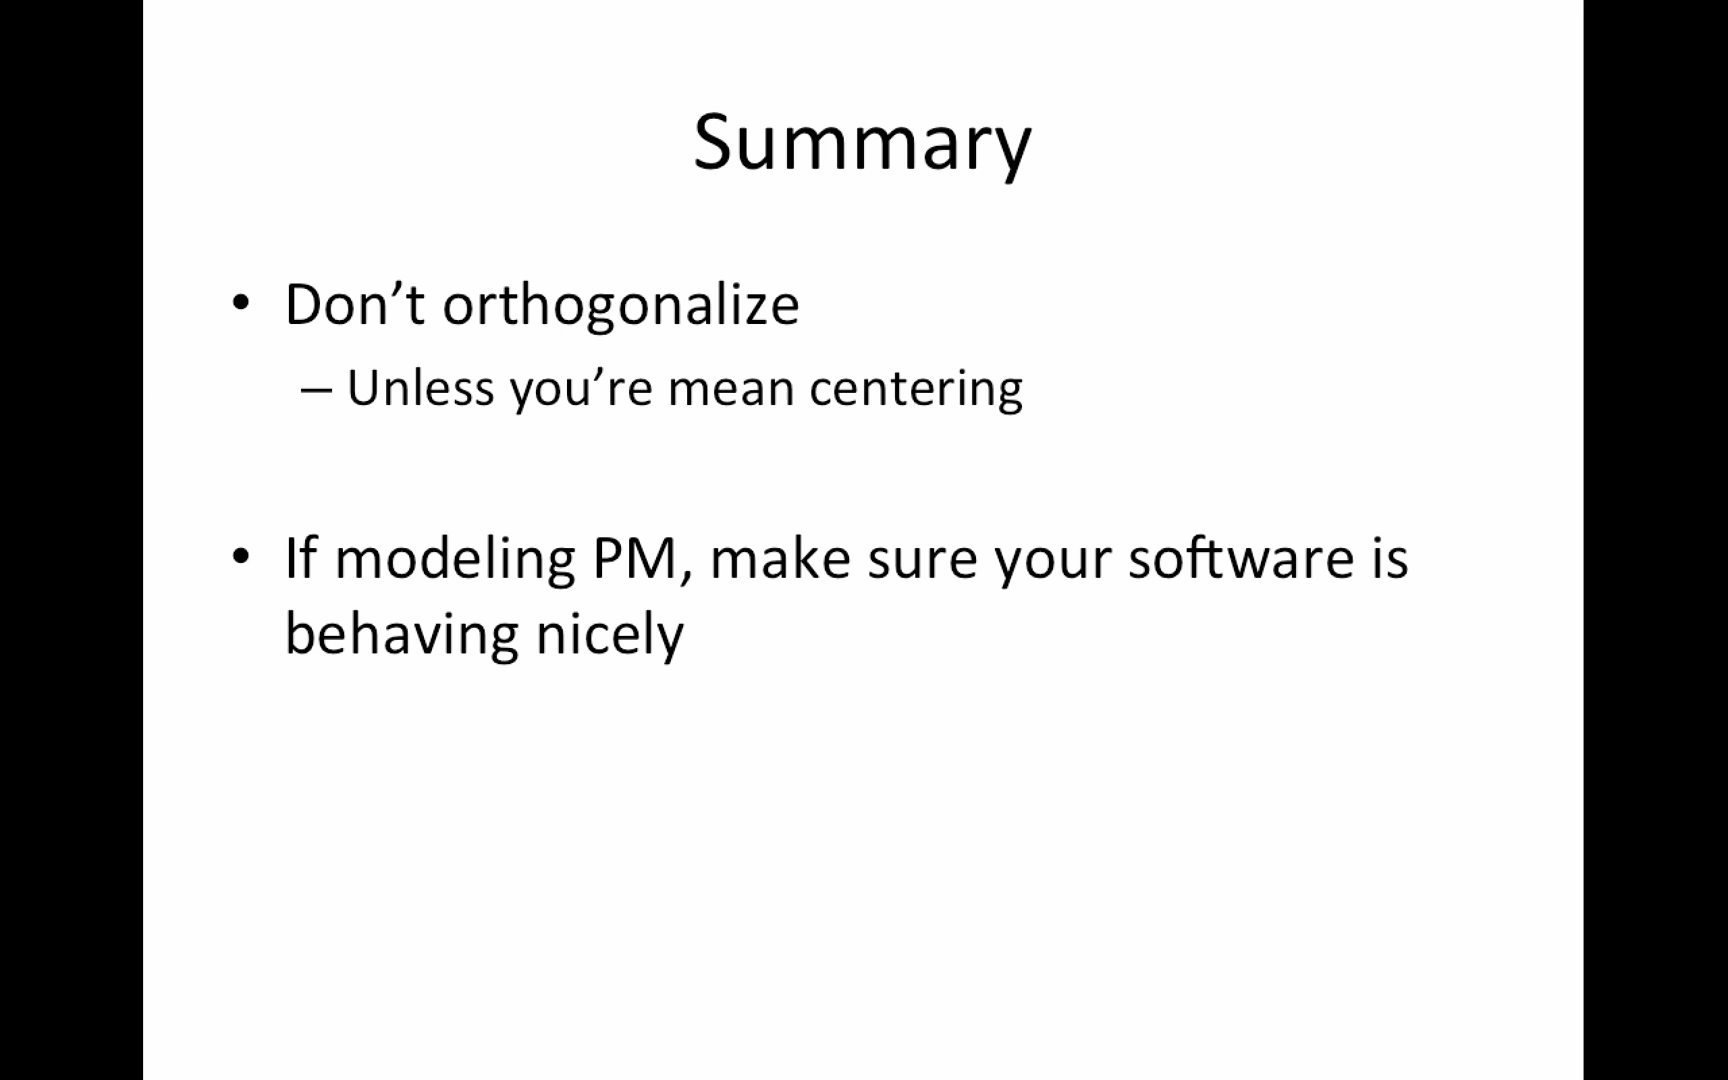 Summary
• Don’t orthogonalize
– Unless you’re mean centering
• If modeling PM, make sure your software is
behaving nicely